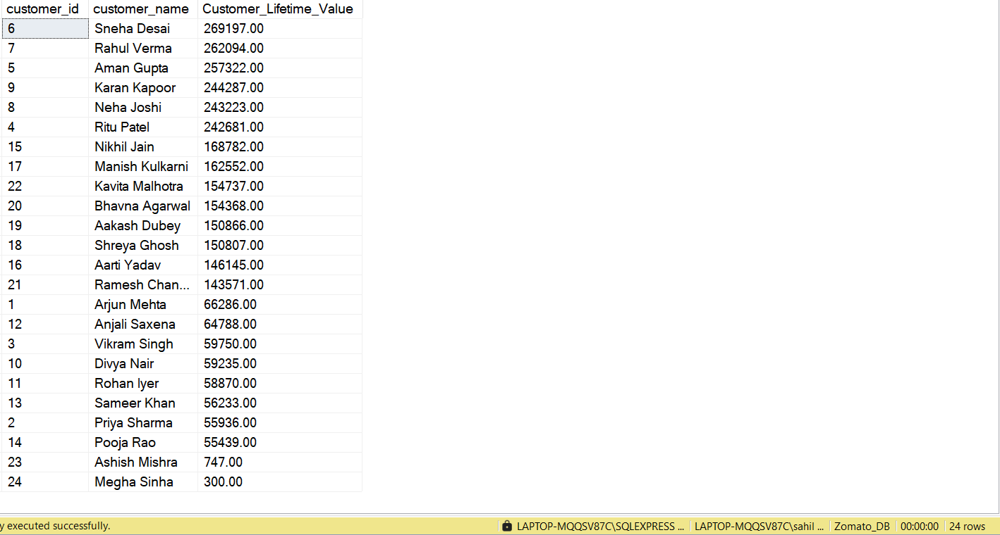 customer_id customer_name Customer_Lifetime_Value
6 Sneha Desai 269197.00
7 Rahul Verma 262094.00
5 Aman Gupta 257322.00
9 Karan Kapoor 244287.00
8 Neha Joshi 243223.00
4 Ritu Patel 242681.00
15 Nikhil Jain 168782.00
17 Manish Kulkarni 162552.00
22 Kavita Malhotra 154737.00
20 Bhavna Agarwal 154368.00
19 Aakash Dubey 150866.00
18 Shreya Ghosh 150807.00
16 Aarti Yadav 146145.00
21 Ramesh Chan... 143571.00
1 Arjun Mehta 66286.00
12 Anjali Saxena 64788.00
3 Vikram Singh 59750.00
10 Divya Nair 59235.00
11 Rohan Iyer 58870.00
13 Sameer Khan 56233.00
2 Priya Sharma 55936.00
14 Pooja Rao 55439.00
23 Ashish Mishra 747.00
24 Megha Sinha 300.00
y executed successfully. LAPTOP-MQQSV87C\SQLEXPRESS ... LAPTOP-MQQSV87C\sahil ... Zomato_DB 00:00:00 24 rows